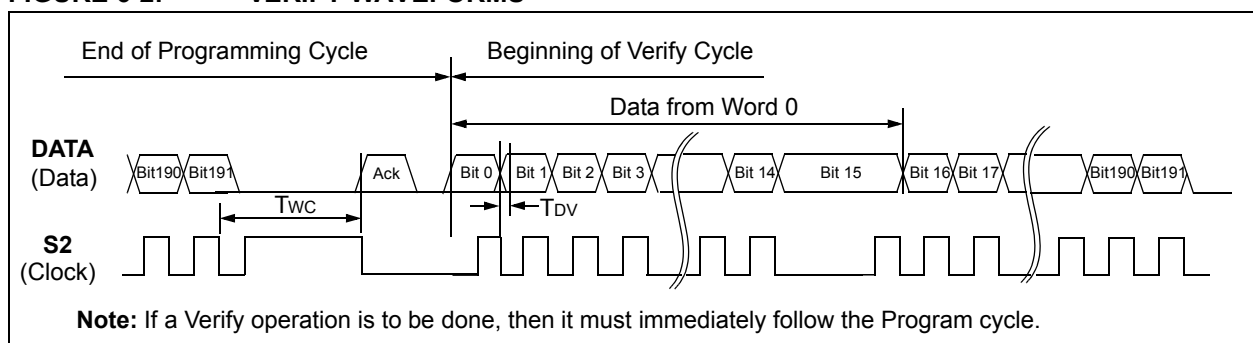 End of Programming Cycle Beginning of Verify Cycle
Data from Word 0
DATA
(Data)
Bit190 Bit191 Ack Bit 0 Bit 1 Bit 2 Bit 3 Bit 14 Bit 15 Bit 16 Bit 17 Bit190 Bit191
TWC TDV
S2
(Clock)
Note: If a Verify operation is to be done, then it must immediately follow the Program cycle.